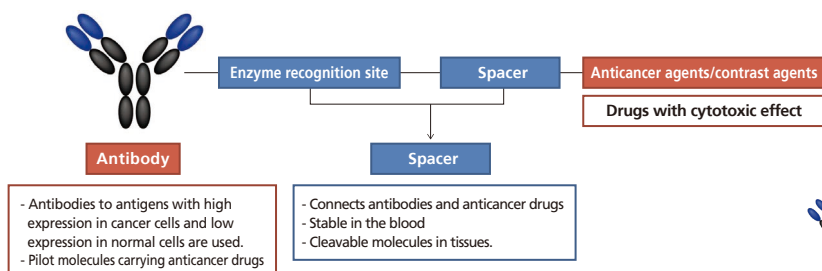 Enzyme recognition site
Spacer
Anticancer agents/contrast agents
Drugs with cytotoxic effect
Antibody
Spacer
- Antibodies to antigens with high
expression in cancer cells and low
expression in normal cells are used.
- Pilot molecules carrying anticancer drugs
- Connects antibodies and anticancer drugs
- Stable in the blood
- Cleavable molecules in tissues.